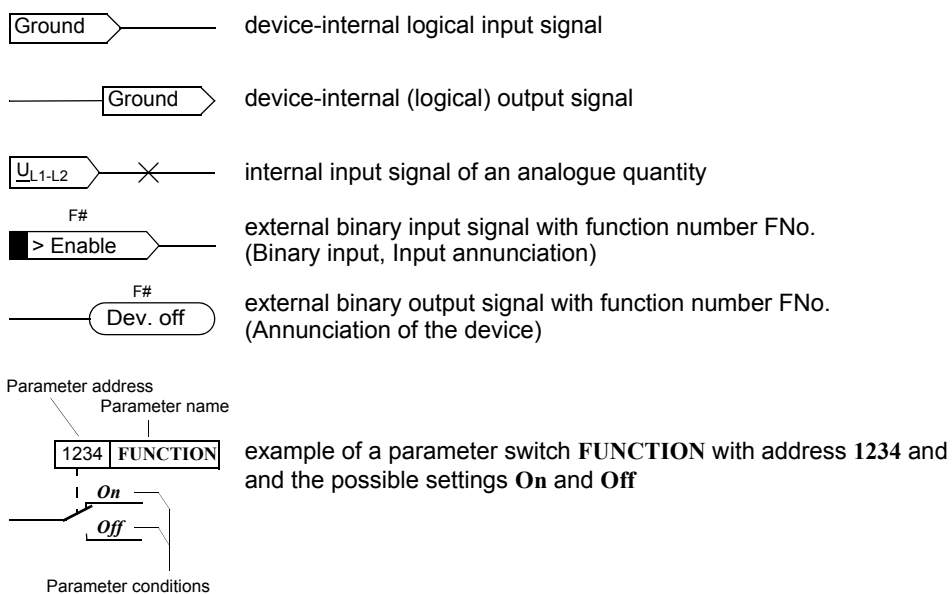 Ground device-internal logical input signal
Ground device-internal (logical) output signal
UL1-L2 internal input signal of an analogue quantity
F#
> Enable
external binary input signal with function number FNo.
(Binary input, Input annunciation)
F#
Dev. off
external binary output signal with function number FNo.
(Annunciation of the device)
Parameter address
Parameter name
1234 FUNCTION
example of a parameter switch FUNCTION with address 1234 and
and the possible settings On and Off
On
Off
Parameter conditions